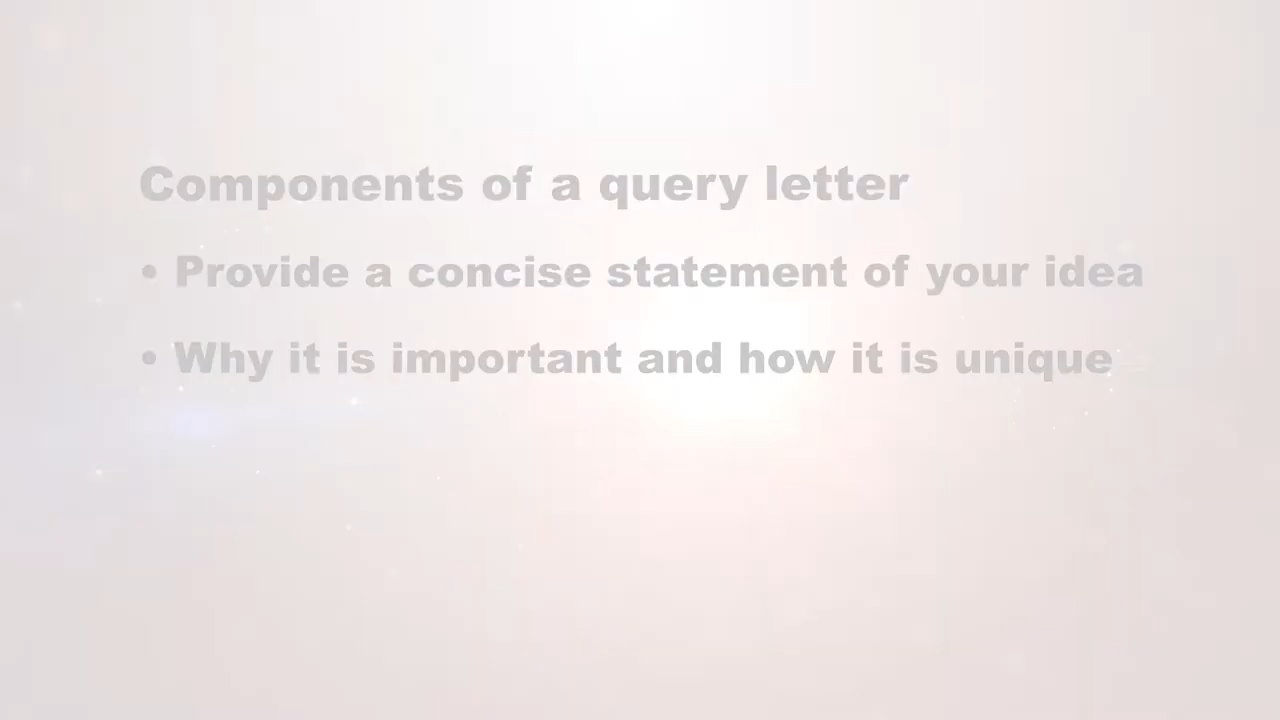 Components of a query letter
• Provide a concise statement of your idea
• Why it is important and how it is unique